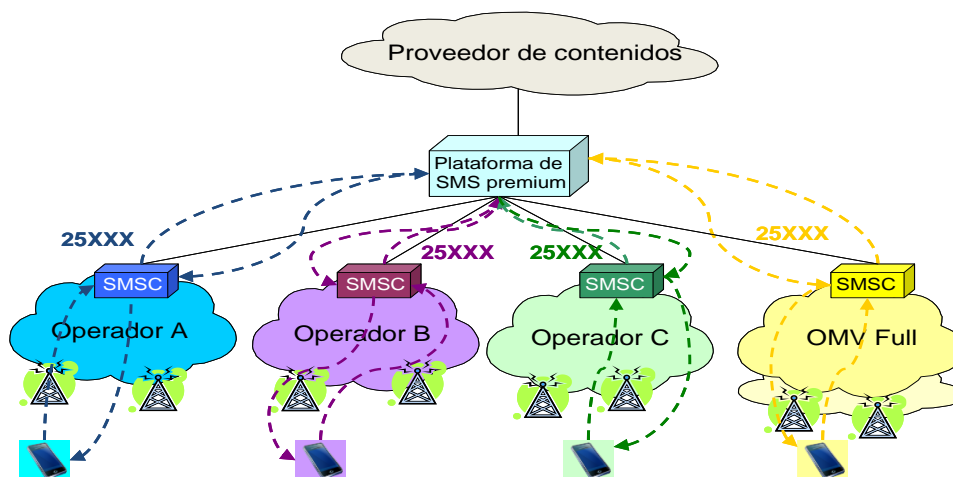 Proveedor de contenidos
Plataforma de
SMS premium
25XXX
25XXX
25XXX
25XXX
SMSC
SMSC
SMSC
SMSC
Operador A
Operador B
Operador C
OMV Full